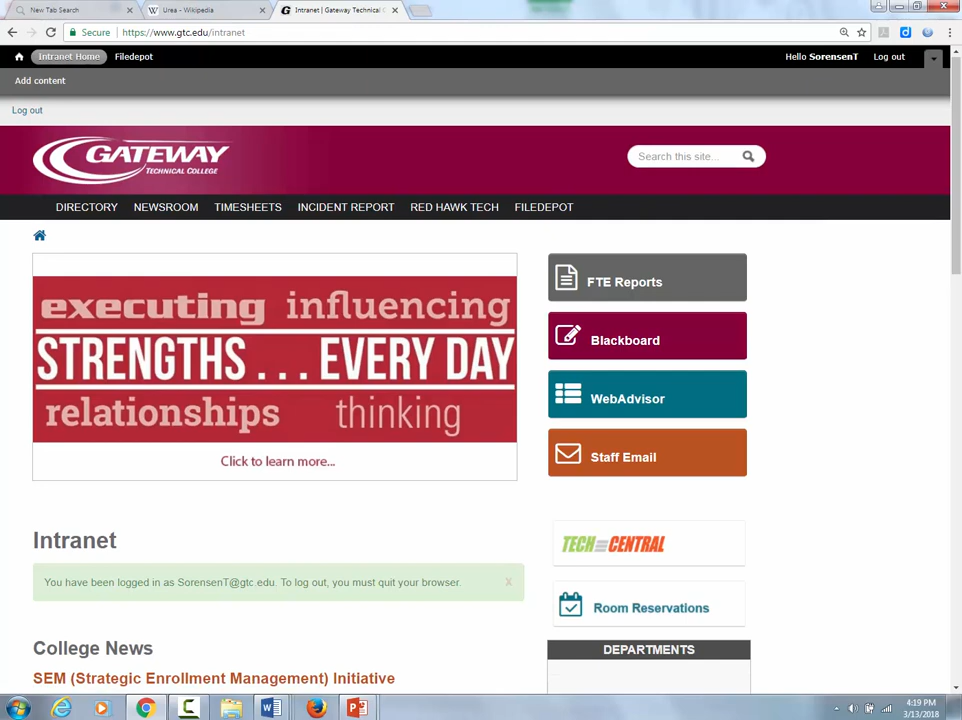 New Tab Search
W Urea - Wikipedia
G Intranet | Gateway Technical C
Secure https://www.gtc.edu/intranet
Intranet Home Filedepot Hello SorensenT Log out
Add content
Log out
GATEWAY
TECHNICAL COLLEGE
Search this site...
DIRECTORY NEWSROOM TIMESHEETS INCIDENT REPORT RED HAWK TECH FILEDEPOT
executing influencing
STRENGTHS . . . EVERY DAY
relationships thinking
Click to learn more...
FTE Reports
Blackboard
WebAdvisor
Staff Email
Intranet
You have been logged in as SorensenT@gtc.edu. To log out, you must quit your browser. X
TECH CENTRAL
Room Reservations
College News
DEPARTMENTS
SEM (Strategic Enrollment Management) Initiative
4:19 PM
3/13/2018